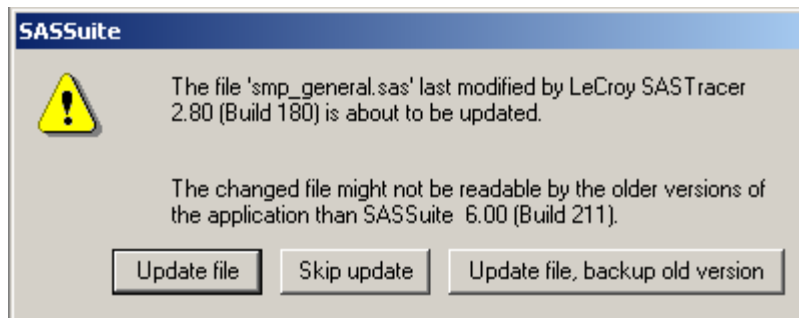 SASSuite
The file 'smp_general.sas' last modified by LeCroy SASTracer
2.80 (Build 180) is about to be updated.
The changed file might not be readable by the older versions of
the application than SASSuite  6.00 (Build 211).
Update file
Skip update
Update file, backup old version